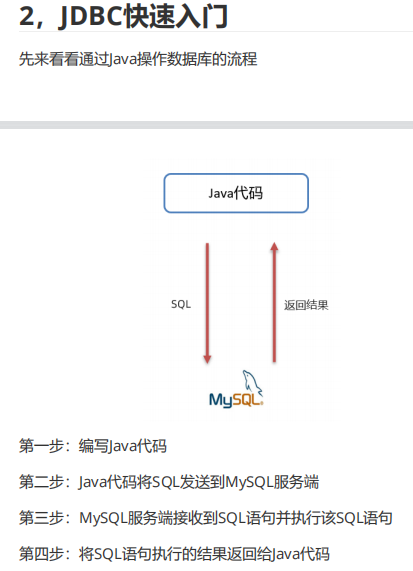 2，JDBC快速入门
先来看看通过Java操作数据库的流程
Java代码
SQL
返回结果
MySQL
第一步：编写Java代码
第二步：Java代码将SQL发送到MySQL服务端
第三步：MySQL服务端接收到SQL语句并执行该SQL语句
第四步：将SQL语句执行的结果返回给Java代码